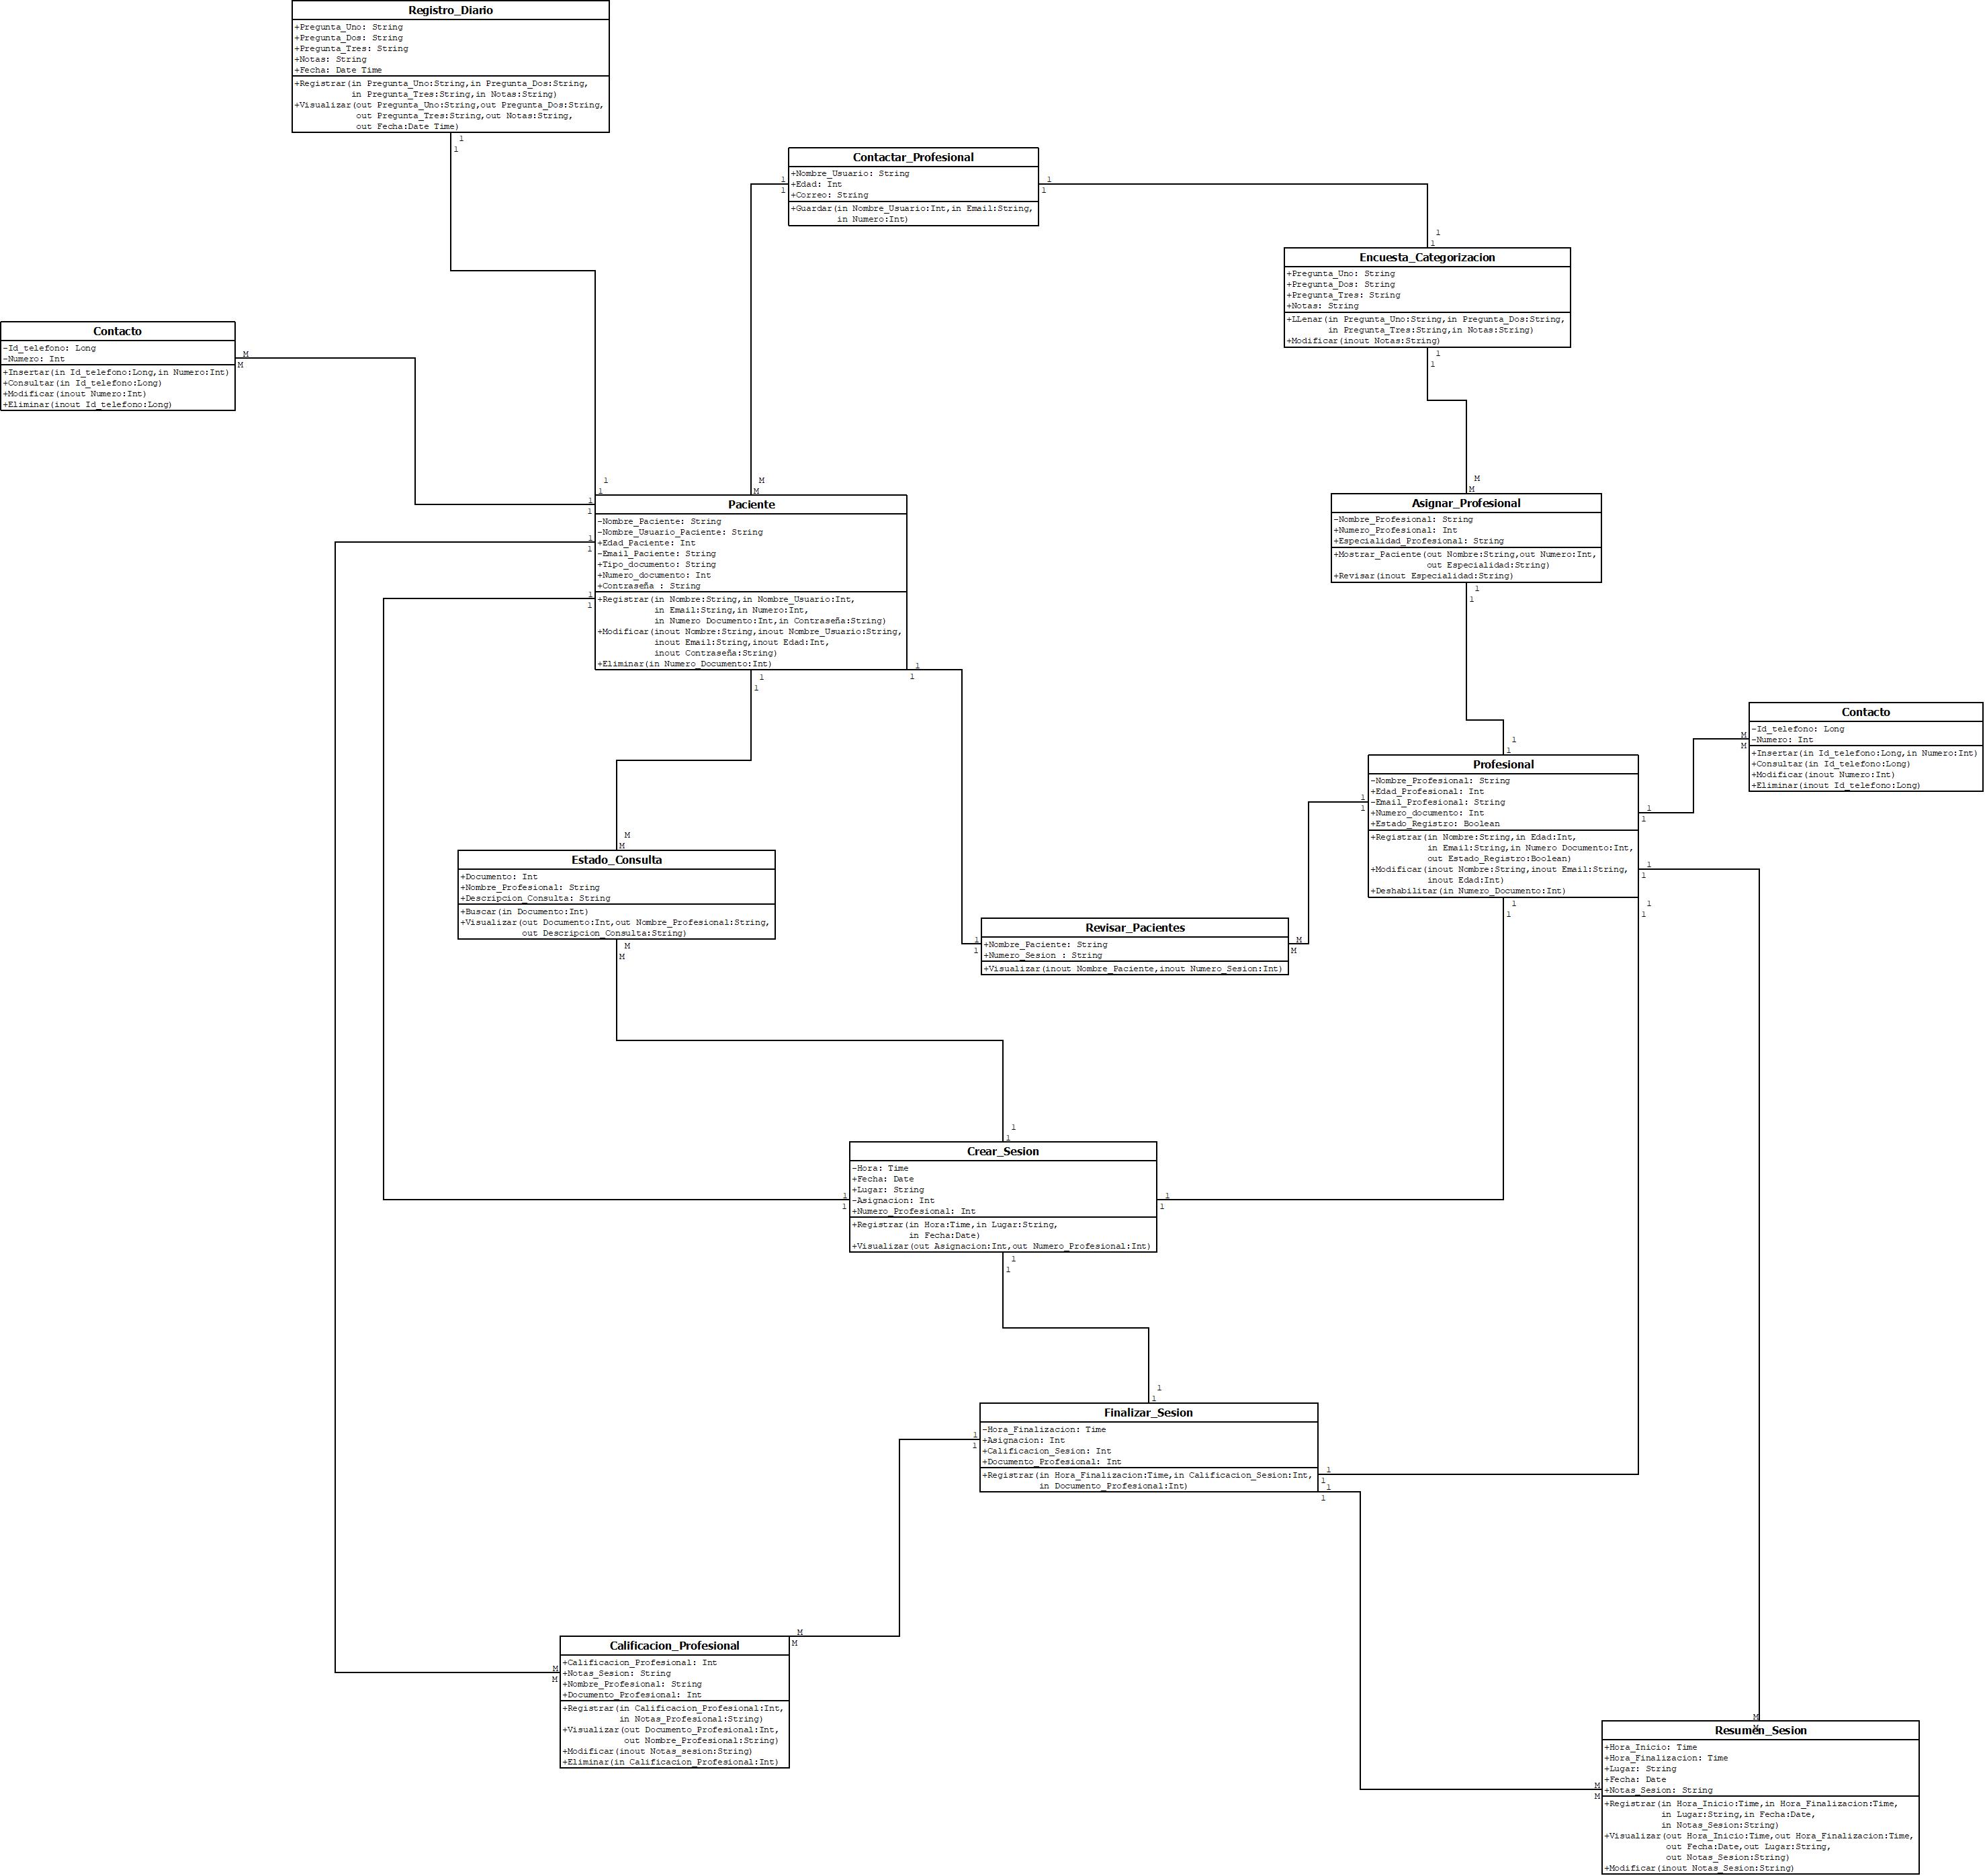 Registro_Diario
+Pregunta_Uno: String
+Pregunta_Dos: String
+Pregunta_Tres: String
+Notas: String
+Fecha: Date Time
+Registrar(in Pregunta_Uno:String,in Pregunta_Dos:String,
in Pregunta_Tres:String,in Notas:String)
+Visualizar(out Pregunta_Uno:String,out Pregunta_Dos:String,
out Pregunta_Tres:String,out Notas:String,
out Fecha:Date Time)
1
1
Contactar_Profesional
+Nombre_Usuario: String
+Edad: Int
+Correo: String
+Guardar(in Nombre_Usuario:Int,in Email:String,
in Numero:Int)
1
1
1
1
1
1
Encuesta_Categorizacion
+Pregunta_Uno: String
+Pregunta_Dos: String
+Pregunta_Tres: String
+Notas: String
+LLenar(in Pregunta_Uno:String,in Pregunta_Dos:String,
in Pregunta_Tres:String,in Notas:String)
+Modificar(inout Notas:String)
1
1
Contacto
-Id_telefono: Long
-Numero: Int
+Insertar(in Id_telefono:Long,in Numero:Int)
+Consultar(in Id_telefono:Long)
+Modificar(inout Numero:Int)
+Eliminar(inout Id_telefono:Long)
M
M
1
1
M
M
1
1
Paciente
-Nombre_Paciente: String
-Nombre_Usuario_Paciente: String
+Edad_Paciente: Int
-Email_Paciente: String
+Tipo_documento: String
+Numero_documento: Int
+Contraseña : String
+Registrar(in Nombre:String,in Nombre_Usuario:Int,
in Email:String,in Numero:Int,
in Numero Documento:Int,in Contraseña:String)
+Modificar(inout Nombre:String,inout Nombre_Usuario:String,
inout Email:String,inout Edad:Int,
inout Contraseña:String)
+Eliminar(in Numero_Documento:Int)
1
1
1
1
1
1
1
1
M
M
Asignar_Profesional
-Nombre_Profesional: String
+Numero_Profesional: Int
+Especialidad_Profesional: String
+Mostrar_Paciente(out Nombre:String,out Numero:Int,
out Especialidad:String)
+Revisar(inout Especialidad:String)
1
1
1
1
Contacto
-Id_telefono: Long
-Numero: Int
+Insertar(in Id_telefono:Long,in Numero:Int)
+Consultar(in Id_telefono:Long)
+Modificar(inout Numero:Int)
+Eliminar(inout Id_telefono:Long)
M
M
Profesional
-Nombre_Profesional: String
+Edad_Profesional: Int
-Email_Profesional: String
+Numero_documento: Int
+Estado_Registro: Boolean
+Registrar(in Nombre:String,in Edad:Int,
in Email:String,in Numero Documento:Int,
out Estado_Registro:Boolean)
+Modificar(inout Nombre:String,inout Email:String,
inout Edad:Int)
+Deshabilitar(in Numero_Documento:Int)
1
1
1
1
1
1
1
1
1
1
M
M
Estado_Consulta
+Documento: Int
+Nombre_Profesional: String
+Descripcion_Consulta: String
+Buscar(in Documento:Int)
+Visualizar(out Documento:Int,out Nombre_Profesional:String,
out Descripcion_Consulta:String)
M
M
Revisar_Pacientes
+Nombre_Paciente: String
+Numero_Sesion : String
+Visualizar(inout Nombre_Paciente,inout Numero_Sesion:Int)
1
1
M
M
1
1
Crear_Sesion
-Hora: Time
+Fecha: Date
+Lugar: String
-Asignacion: Int
+Numero_Profesional: Int
+Registrar(in Hora:Time,in Lugar:String,
in Fecha:Date)
+Visualizar(out Asignacion:Int,out Numero_Profesional:Int)
1
1
1
1
1
1
1
1
Finalizar_Sesion
-Hora_Finalizacion: Time
+Asignacion: Int
+Calificacion_Sesion: Int
+Documento_Profesional: Int
+Registrar(in Hora_Finalizacion:Time,in Calificacion_Sesion:Int,
in Documento_Profesional:Int)
1
1
1
1
1
1
M
M
Calificacion_Profesional
+Calificacion_Profesional: Int
+Notas_Sesion: String
+Nombre_Profesional: String
+Documento_Profesional: Int
+Registrar(in Calificacion_Profesional:Int,
in Notas_Profesional:String)
+Visualizar(out Documento_Profesional:Int,
out Nombre_Profesional:String)
+Modificar(inout Notas_sesion:String)
+Eliminar(in Calificacion_Profesional:Int)
M
M
M
M
Resumen_Sesion
+Hora_Inicio: Time
+Hora_Finalizacion: Time
+Lugar: String
+Fecha: Date
+Notas_Sesion: String
+Registrar(in Hora_Inicio:Time,in Hora_Finalizacion:Time,
in Lugar:String,in Fecha:Date,
in Notas_Sesion:String)
+Visualizar(out Hora_Inicio:Time,out Hora_Finalizacion:Time,
out Fecha:Date,out Lugar:String,
out Notas_Sesion:String)
+Modificar(inout Notas_Sesion:String)
M
M